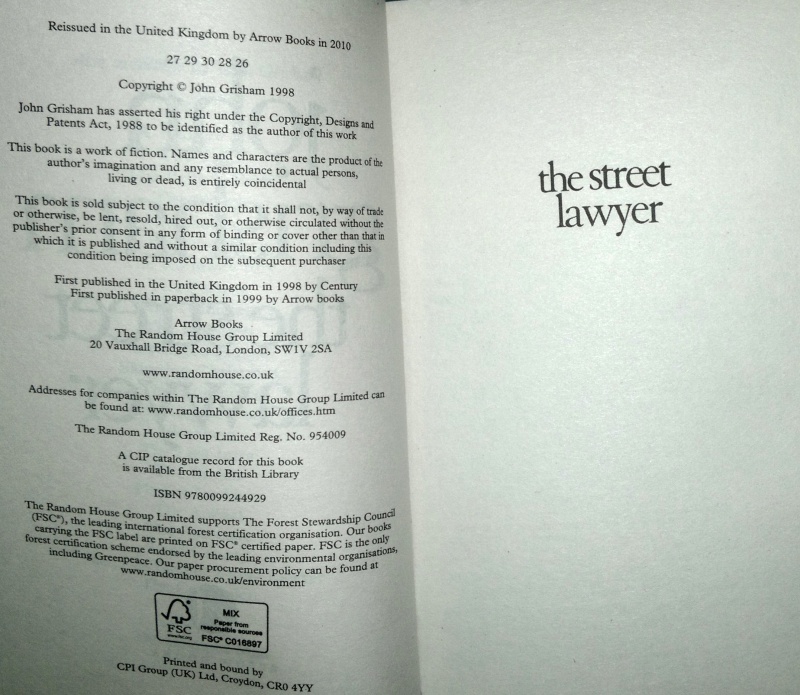 Reissued in the United Kingdom by Arrow Books in 2010
27 29 30 28 26
Copyright © John Grisham 1998
John Grisham has asserted his right under the Copyright, Designs and
Patents Act, 1988 to be identified as the author of this work
This book is a work of fiction. Names and characters are the product of the
author's imagination and any resemblance to actual persons,
living or dead, is entirely coincidental
This book is sold subject to the condition that it shall not, by way of trade
or otherwise, be lent, resold, hired out, or otherwise circulated without the
publisher's prior consent in any form of binding or cover other than that in
which it is published and without a similar condition including this
condition being imposed on the subsequent purchaser
First published in the United Kingdom in 1998 by Century
First published in paperback in 1999 by Arrow books
Arrow Books
The Random House Group Limited
20 Vauxhall Bridge Road, London, SW1V 2SA
www.randomhouse.co.uk
Addresses for companies within The Random House Group Limited can
be found at: www.randomhouse.co.uk/offices.htm
The Random House Group Limited Reg. No. 954009
A CIP catalogue record for this book
is available from the British Library
ISBN 9780099244929
The Random House Group Limited supports The Forest Stewardship Council
(FSC®), the leading international forest certification organisation. Our books
carrying the FSC label are printed on FSC® certified paper. FSC is the only
forest certification scheme endorsed by the leading environmental organisations,
including Greenpeace. Our paper procurement policy can be found at
www.randomhouse.co.uk/environment
FSC
www.fsc.org
MIX
Paper from
responsible sources
FSC® C016897
Printed and bound by
CPI Group (UK) Ltd, Croydon, CR0 4YY
the street
lawyer